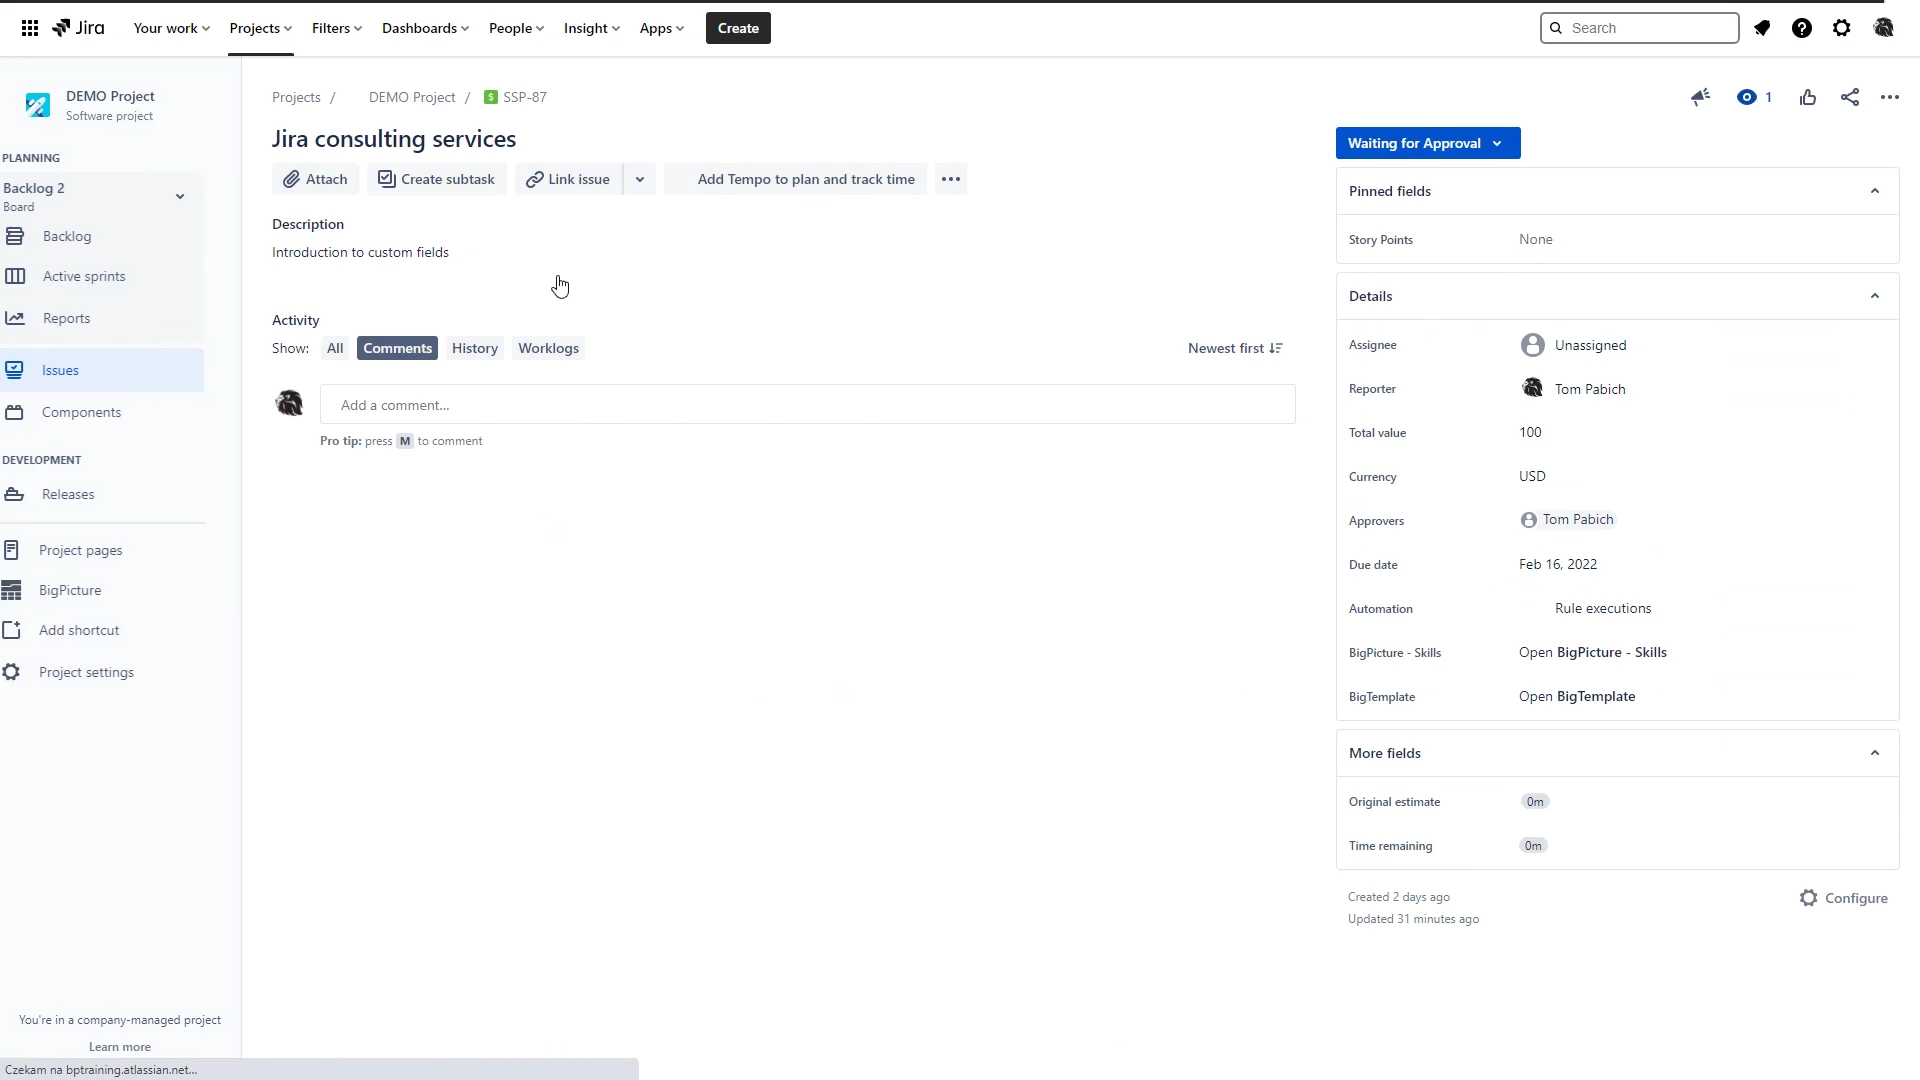 Jira
Your work
Projects
Filters
Dashboards
People
Insight
Apps
Create
Search
DEMO Project
Software project
PLANNING
Backlog 2
Board
Backlog
Active sprints
Reports
Issues
Components
DEVELOPMENT
Releases
Project pages
BigPicture
Add shortcut
Project settings
You're in a company-managed project
Learn more
Czekam na bptraining.atlassian.net...
Projects / DEMO Project / $ SSP-87
Jira consulting services
Attach
Create subtask
Link issue
Add Tempo to plan and track time
Description
Introduction to custom fields
Activity
Show: All Comments History Worklogs
Newest first
Add a comment...
Pro tip: press M to comment
1
Waiting for Approval
Pinned fields
Story Points None
Details
Assignee Unassigned
Reporter Tom Pabich
Total value 100
Currency USD
Approvers Tom Pabich
Due date Feb 16, 2022
Automation Rule executions
BigPicture - Skills Open BigPicture - Skills
BigTemplate Open BigTemplate
More fields
Original estimate 0m
Time remaining 0m
Created 2 days ago
Updated 31 minutes ago
Configure